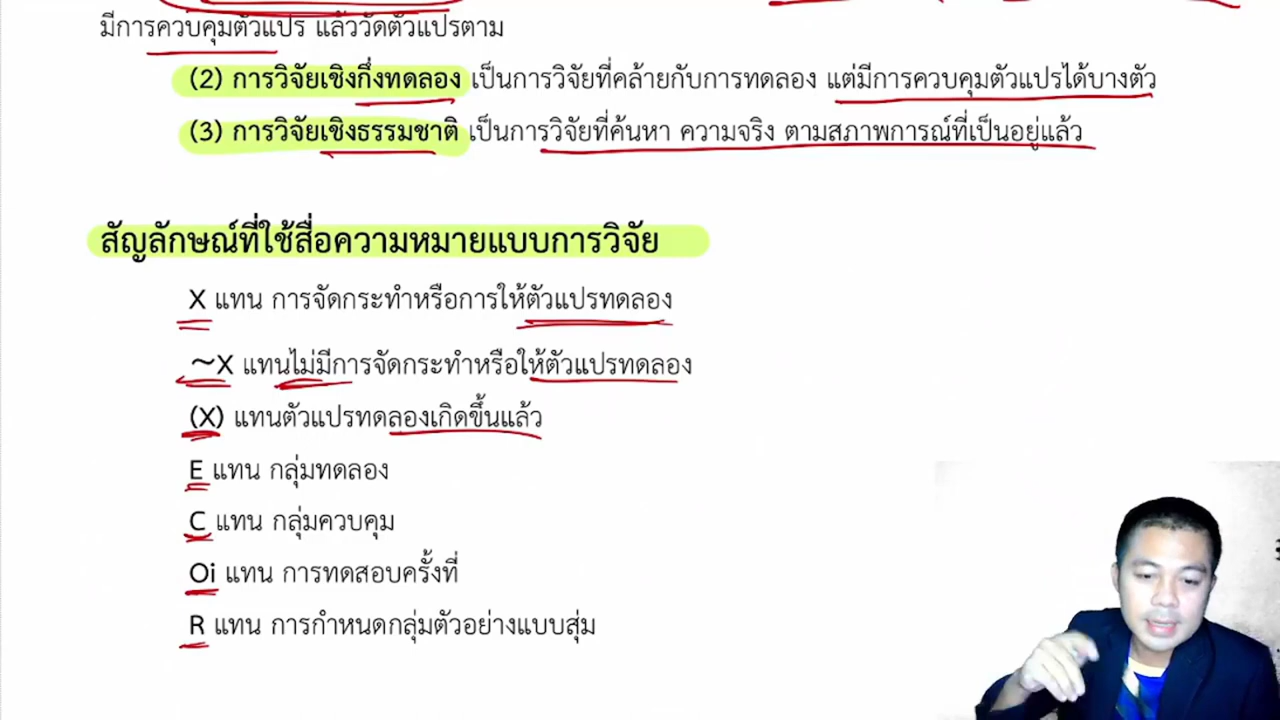 มีการควบคุมตัวแปร แล้ววัดตัวแปรตาม
(2) การวิจัยเชิงกึ่งทดลอง เป็นการวิจัยที่คล้ายกับการทดลอง แต่มีการควบคุมตัวแปรได้บางตัว
(3) การวิจัยเชิงธรรมชาติ เป็นการวิจัยที่ค้นหา ความจริง ตามสภาพการณ์ที่เป็นอยู่แล้ว
สัญลักษณ์ที่ใช้สื่อความหมายแบบการวิจัย
X แทน การจัดกระทำหรือการให้ตัวแปรทดลอง
~X แทนไม่มีการจัดกระทำหรือให้ตัวแปรทดลอง
(X) แทนตัวแปรทดลองเกิดขึ้นแล้ว
E แทน กลุ่มทดลอง
C แทน กลุ่มควบคุม
Oi แทน การทดสอบครั้งที่
R แทน การกำหนดกลุ่มตัวอย่างแบบสุ่ม